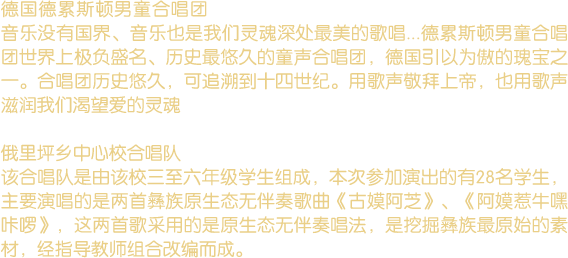 德国德累斯顿男童合唱团
音乐没有国界、音乐也是我们灵魂深处最美的歌唱...德累斯顿男童合唱
团世界上极负盛名、历史最悠久的童声合唱团，德国引以为傲的瑰宝之
一。合唱团历史悠久，可追溯到十四世纪。用歌声敬拜上帝，也用歌声
滋润我们渴望爱的灵魂
俄里坪乡中心校合唱队
该合唱队是由该校三至六年级学生组成，本次参加演出的有28名学生，
主要演唱的是两首彝族原生态无伴奏歌曲《古嫫阿芝》、《阿嫫惹牛嘿
咔啰》，这两首歌采用的是原生态无伴奏唱法，是挖掘彝族最原始的素
材，经指导教师组合改编而成。